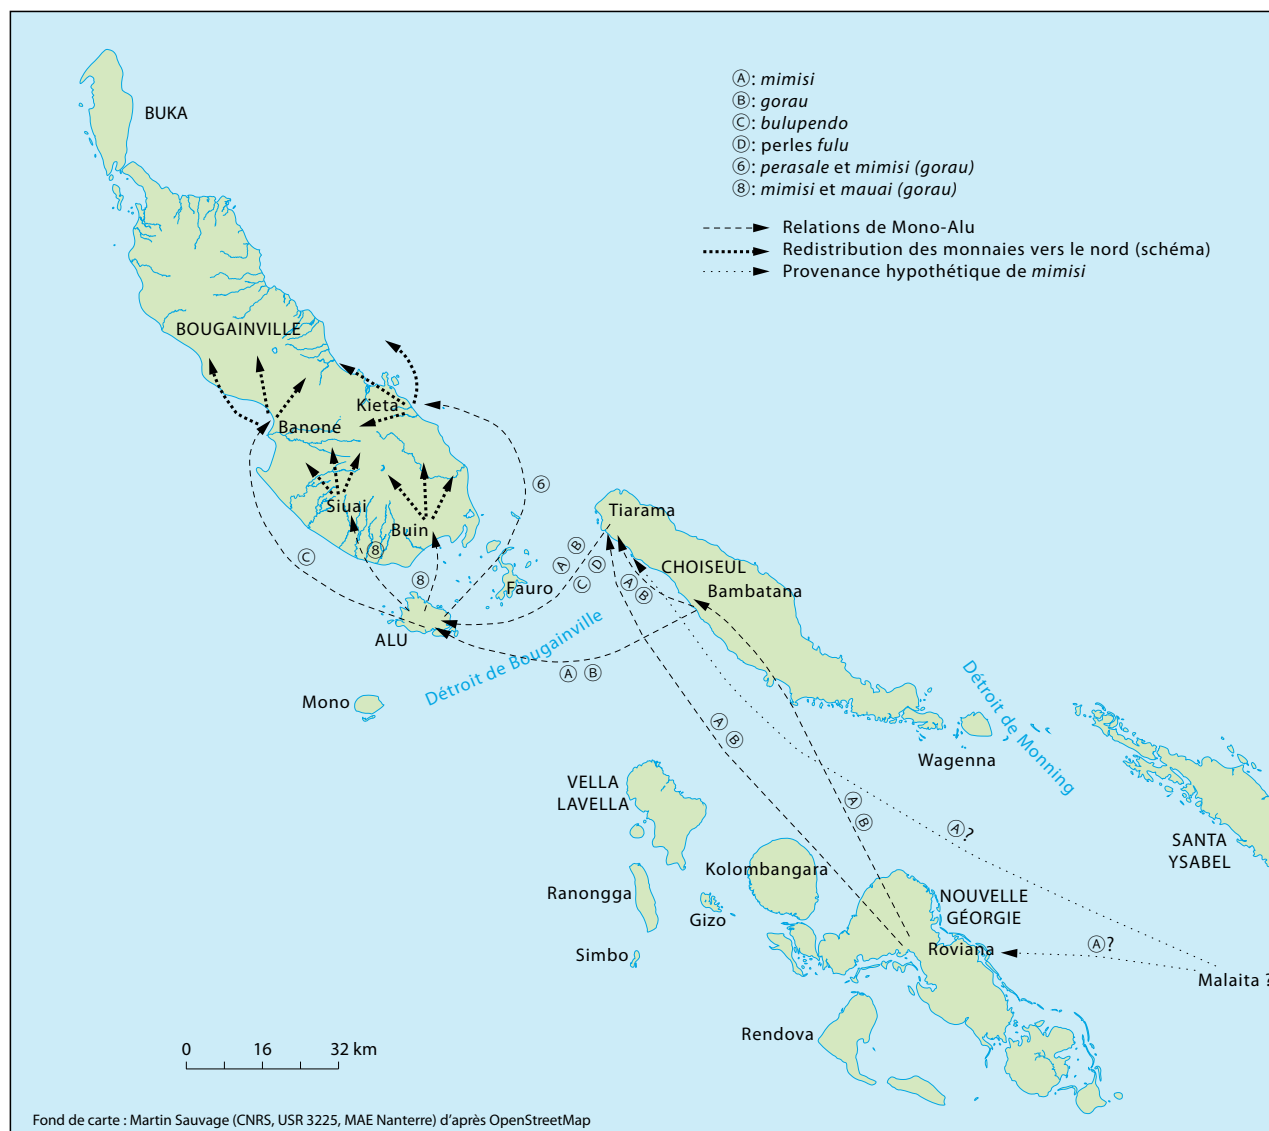 Ⓐ: mimisi
Ⓑ: gorau
Ⓒ: bulupendo
Ⓓ: perles fulu
⑥: perasale et mimisi (gorau)
⑧: mimisi et mauai (gorau)
Relations de Mono-Alu
Redistribution des monnaies vers le nord (schéma)
Provenance hypothétique de mimisi
BUKA
BOUGAINVILLE
Kieta
Banone
Siuai
Buin
⑥
Ⓒ
⑧
⑧
Tiarama
CHOISEUL
Bambatana
Ⓐ Ⓑ
Ⓒ Ⓓ
Ⓐ Ⓑ
Fauro
ALU
Détroit de Bougainville
Ⓐ Ⓑ
Mono
Ⓐ Ⓑ
Détroit de Monning
Wagenna
VELLA
LAVELLA
Ⓐ Ⓑ
Ⓐ?
SANTA
YSABEL
Kolombangara
Ranongga
Gizo
NOUVELLE
GÉORGIE
Simbo
Roviana
Ⓐ?
Malaita ?
Rendova
0 16 32 km
Fond de carte : Martin Sauvage (CNRS, USR 3225, MAE Nanterre) d'après OpenStreetMap